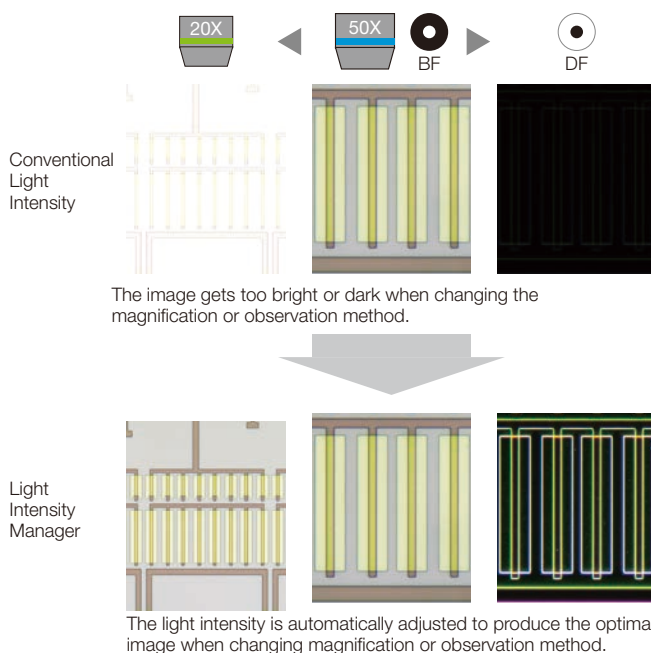 20X
50X
BF
DF
Conventional
Light
Intensity
The image gets too bright or dark when changing the
magnification or observation method.
Light
Intensity
Manager
The light intensity is automatically adjusted to produce the optima
image when changing magnification or observation method.